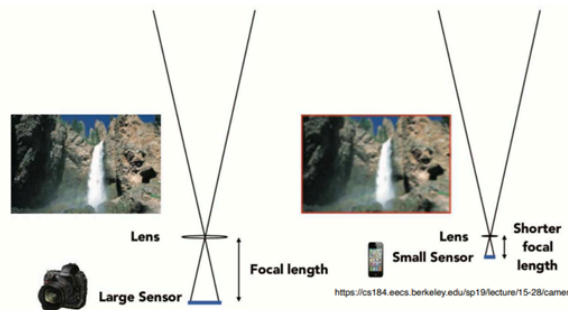 Lens
Focal length
Large Sensor
Lens
Shorter
focal
length
Small Sensor
https://cs184.eecs.berkeley.edu/sp19/lecture/15-28/camer